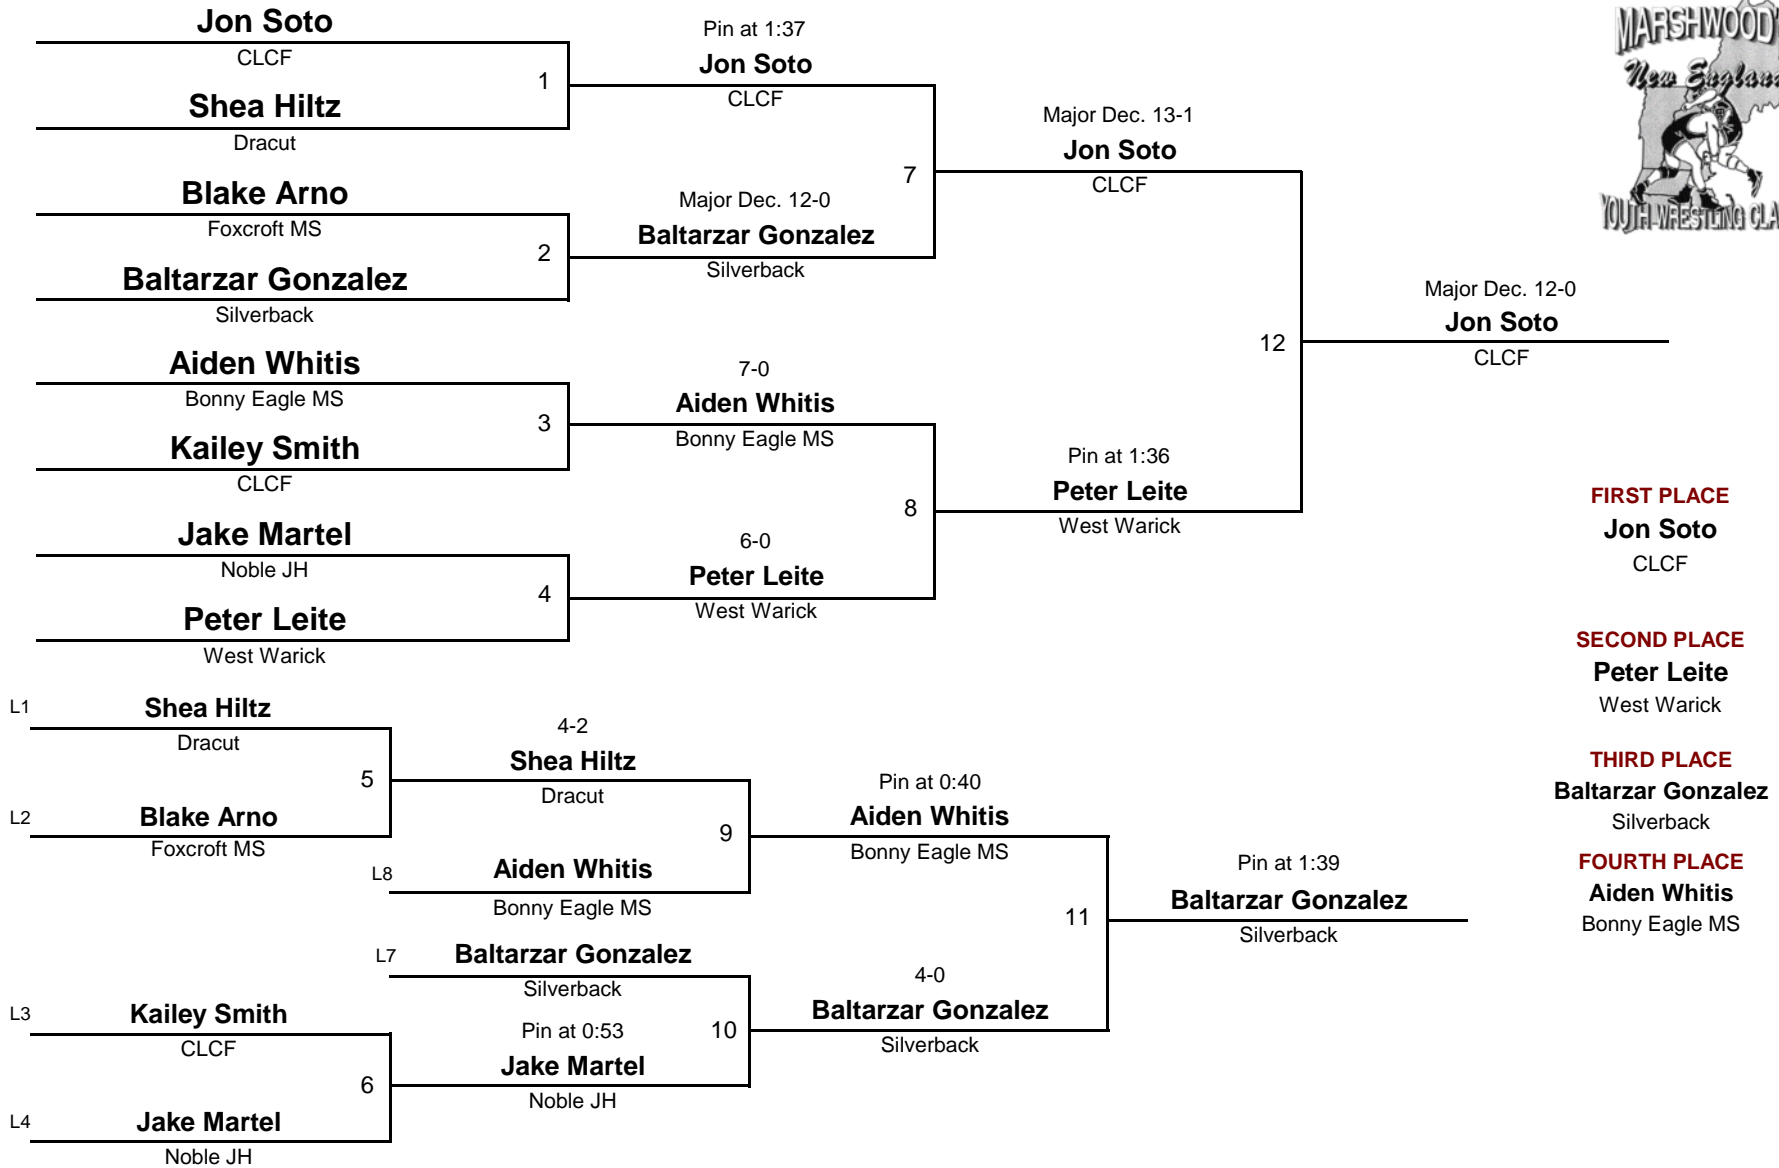 Jon Soto
CLCF
1
Shea Hiltz
Dracut
Blake Arno
Foxcroft MS
2
Baltarzar Gonzalez
Silverback
Aiden Whitis
Bonny Eagle MS
3
Kailey Smith
CLCF
Jake Martel
Noble JH
4
Peter Leite
West Warick
Pin at 1:37
Jon Soto
CLCF
7
Major Dec. 12-0
Baltarzar Gonzalez
Silverback
7-0
Aiden Whitis
Bonny Eagle MS
8
6-0
Peter Leite
West Warick
Major Dec. 13-1
Jon Soto
CLCF
12
Pin at 1:36
Peter Leite
West Warick
Major Dec. 12-0
Jon Soto
CLCF
MARSHWOOD
New England
YOUTH WRESTLING CLA
FIRST PLACE
Jon Soto
CLCF
SECOND PLACE
Peter Leite
West Warick
THIRD PLACE
Baltarzar Gonzalez
Silverback
FOURTH PLACE
Aiden Whitis
Bonny Eagle MS
L1
Shea Hiltz
Dracut
5
L2
Blake Arno
Foxcroft MS
4-2
Shea Hiltz
Dracut
9
L8
Aiden Whitis
Bonny Eagle MS
L7
Baltarzar Gonzalez
Silverback
10
L3
Kailey Smith
CLCF
6
L4
Jake Martel
Noble JH
Pin at 0:53
Jake Martel
Noble JH
Pin at 0:40
Aiden Whitis
Bonny Eagle MS
11
4-0
Baltarzar Gonzalez
Silverback
Pin at 1:39
Baltarzar Gonzalez
Silverback